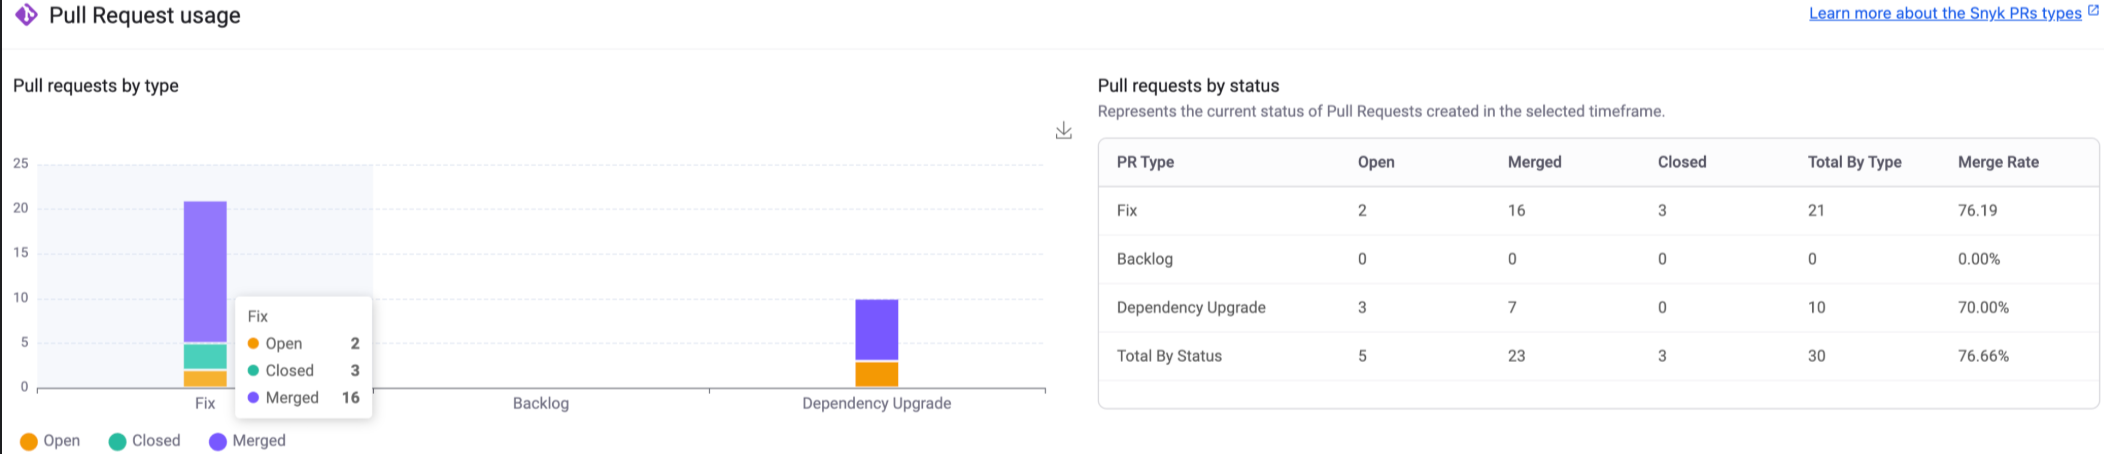 Pull Request usage
Learn more about the Snyk PRs types
Pull requests by type
25
20
15
10
5
0
Fix
Open 2
Closed 3
Merged 16
Fix
Backlog
Dependency Upgrade
Open
Closed
Merged
Pull requests by status
Represents the current status of Pull Requests created in the selected timeframe.
PR Type Open Merged Closed Total By Type Merge Rate
Fix 2 16 3 21 76.19
Backlog 0 0 0 0 0.00%
Dependency Upgrade 3 7 0 10 70.00%
Total By Status 5 23 3 30 76.66%